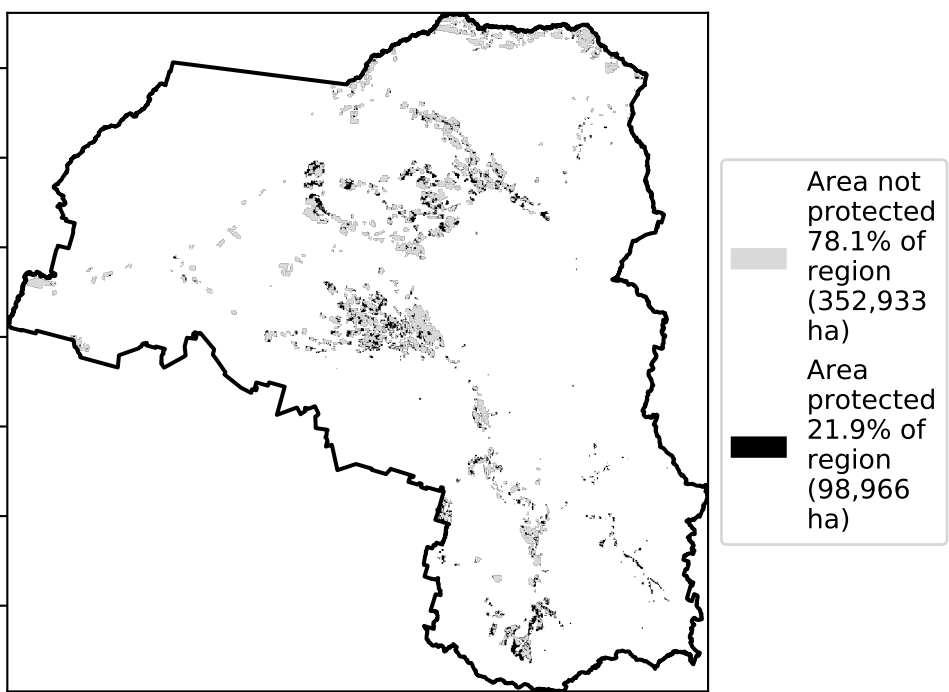 Area not
protected
78.1% of
region
(352,933
ha)
Area
protected
21.9% of
region
(98,966
ha)